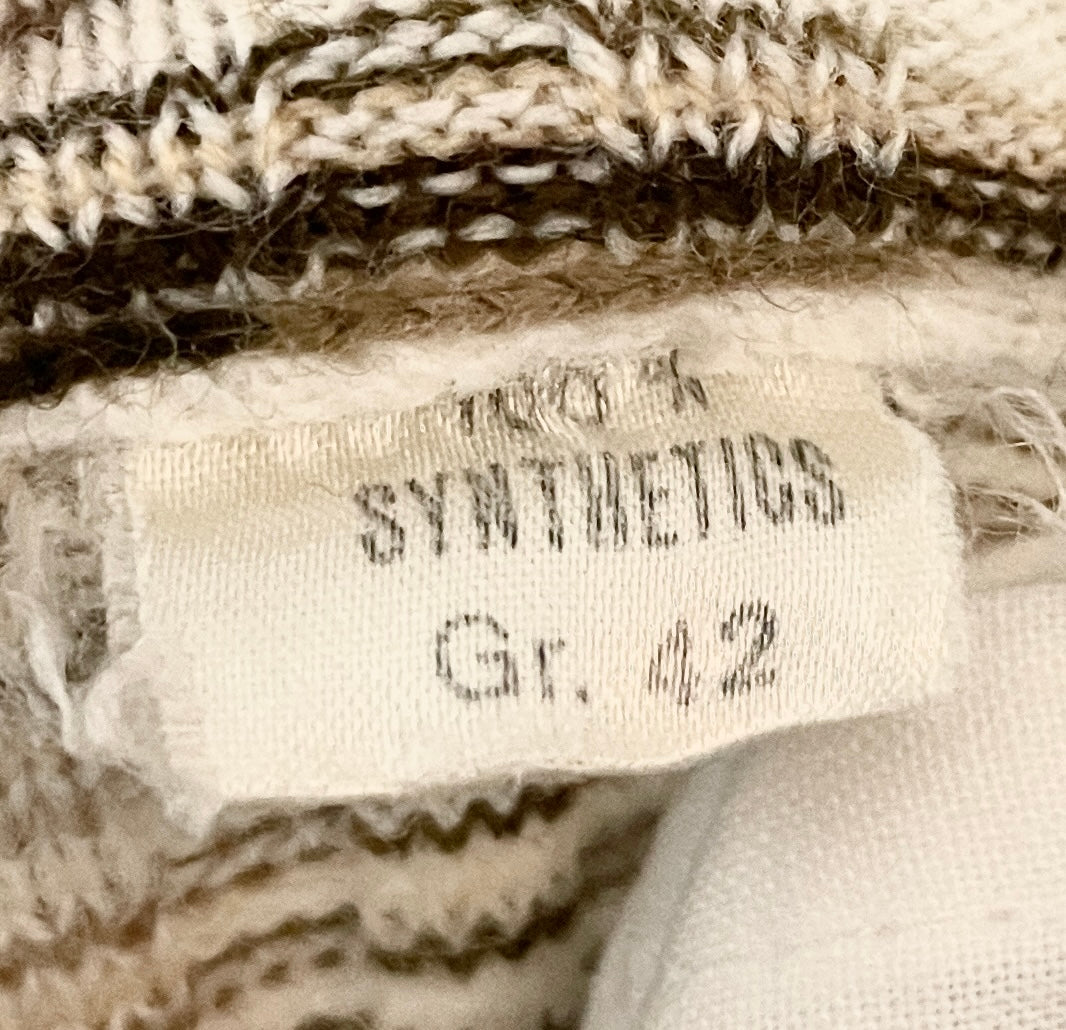 100%
SYNTHETICS
Gr. 42